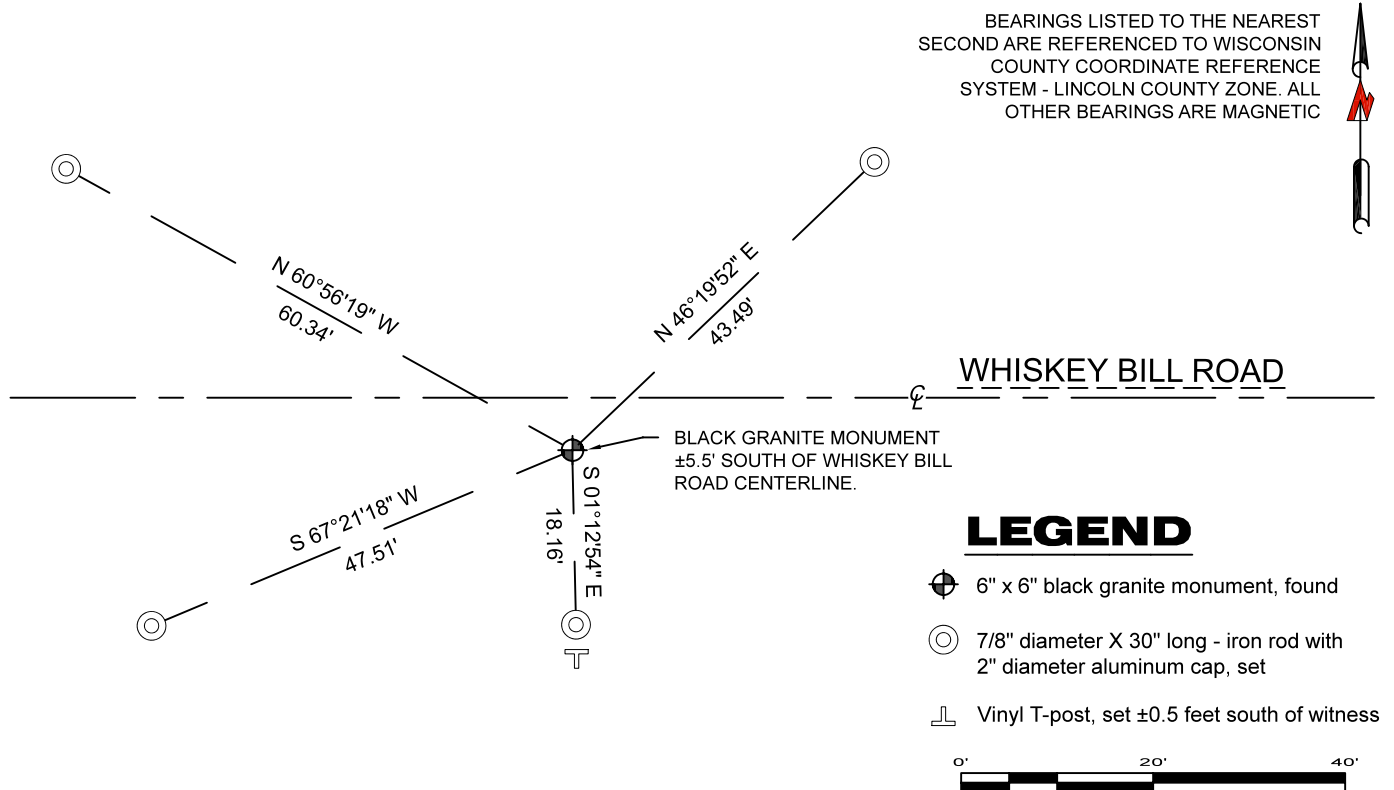 BEARINGS LISTED TO THE NEAREST
SECOND ARE REFERENCED TO WISCONSIN
COUNTY COORDINATE REFERENCE
SYSTEM - LINCOLN COUNTY ZONE. ALL
OTHER BEARINGS ARE MAGNETIC
N
N 60°56'19" W
60.34'
N 46°19'52" E
43.49'
WHISKEY BILL ROAD
℄
BLACK GRANITE MONUMENT
±5.5' SOUTH OF WHISKEY BILL
ROAD CENTERLINE.
S 67°21'18" W
47.51'
S 01°12'54" E
18.16'
LEGEND
6" x 6" black granite monument, found
7/8" diameter X 30" long - iron rod with
2" diameter aluminum cap, set
Vinyl T-post, set ±0.5 feet south of witness
0' 20' 40'